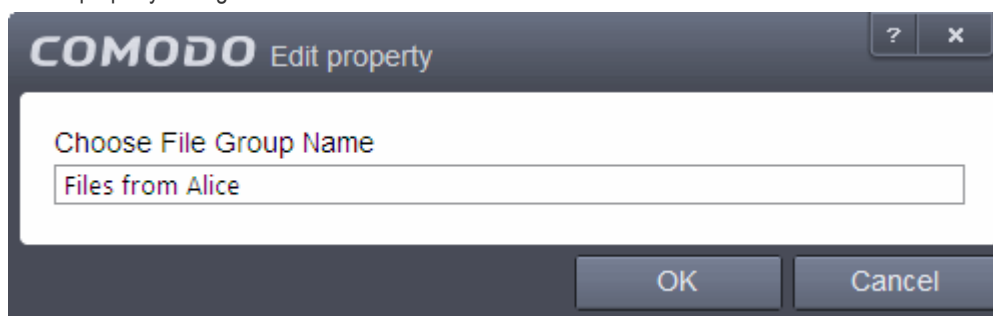 COMODO Edit property
? ×
Choose File Group Name
Files from Alice
OK Cancel